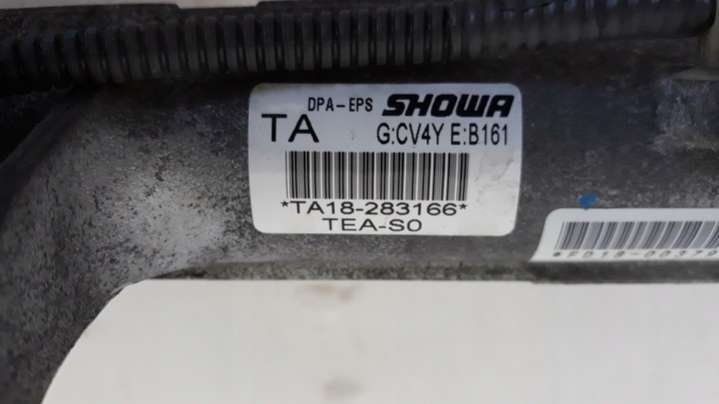 DPA-EPS SHOWA
TA G:CV4Y E:B161
*TA18-283166*
TEA-S0